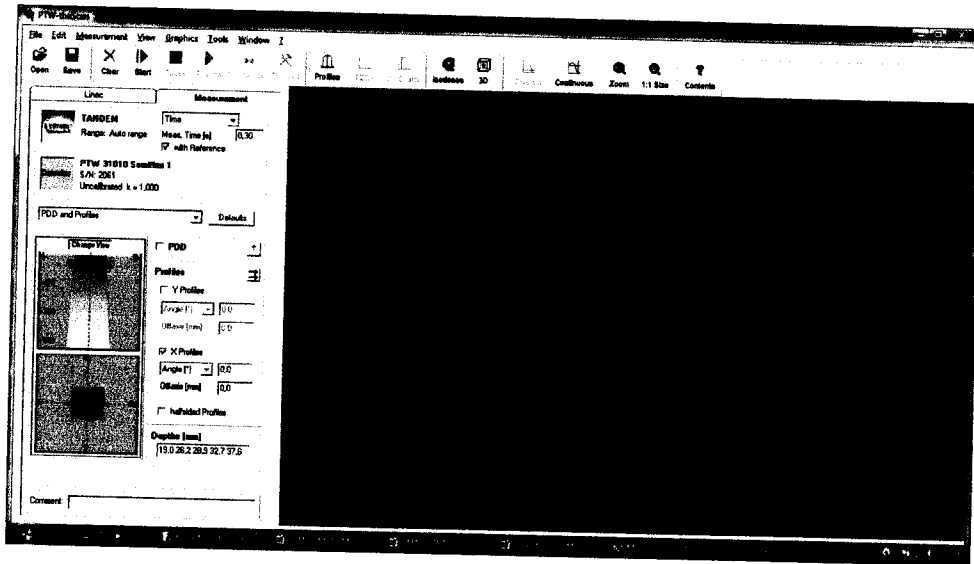 File Edit Measurement View Graphics Tools Window ?
Open Save Clear Start Profiles Isodoses 3D Continuous Zoom 1:1 Size Contents
Linac Measurement
TANDEM
Range: Auto range
Time
Meas. Time [s] 0,30
with Reference
PTW 31010 Semiflex 1
S/N: 2061
Uncalibrated k = 1,000
PDD and Profiles Defaults
Change View
PDD +
Profiles
Y Profiles
Angle [°] 0,0
Offaxis [mm] 0,0
X Profiles
Angle [°] 0,0
Offaxis [mm] 0,0
halfsided Profiles
Depths [mm]
19,0 26,2 28,9 32,7 37,6
Comment